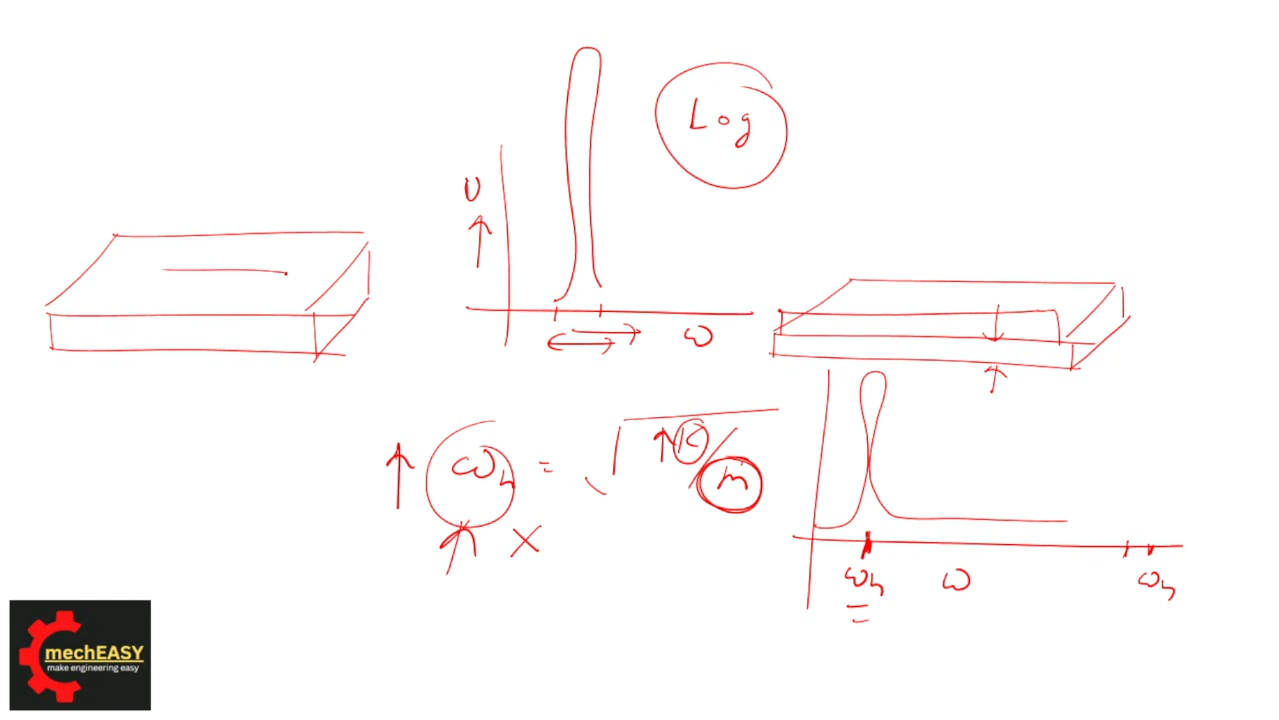 Log
U
ω
ωn = √K/m
X
ωn ω ωn
mechEASY
make engineering easy